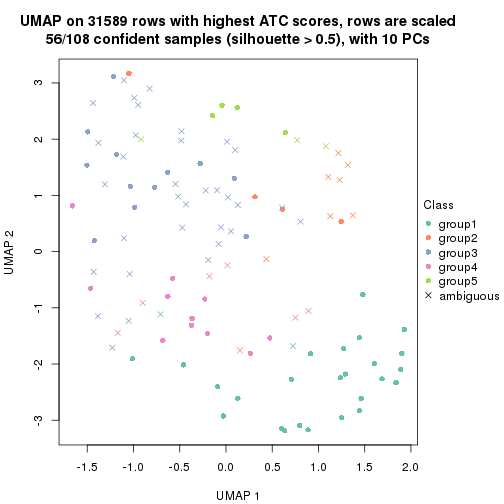 UMAP on 31589 rows with highest ATC scores, rows are scaled
56/108 confident samples (silhouette > 0.5), with 10 PCs
3
2
1
0
-1
-2
-3
UMAP 2
-1.5 -1.0 -0.5 0.0 0.5 1.0 1.5 2.0
UMAP 1
Class
group1
group2
group3
group4
group5
ambiguous